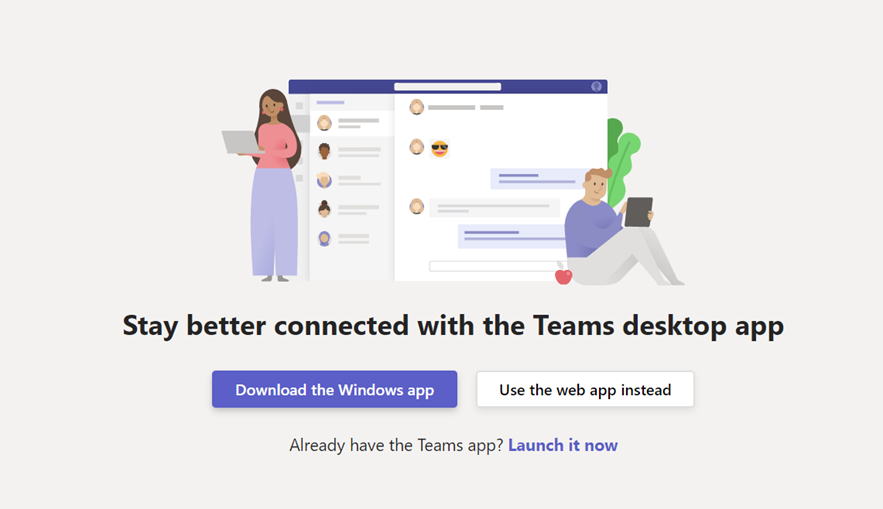 Stay better connected with the Teams desktop app
Download the Windows app
Use the web app instead
Already have the Teams app? Launch it now